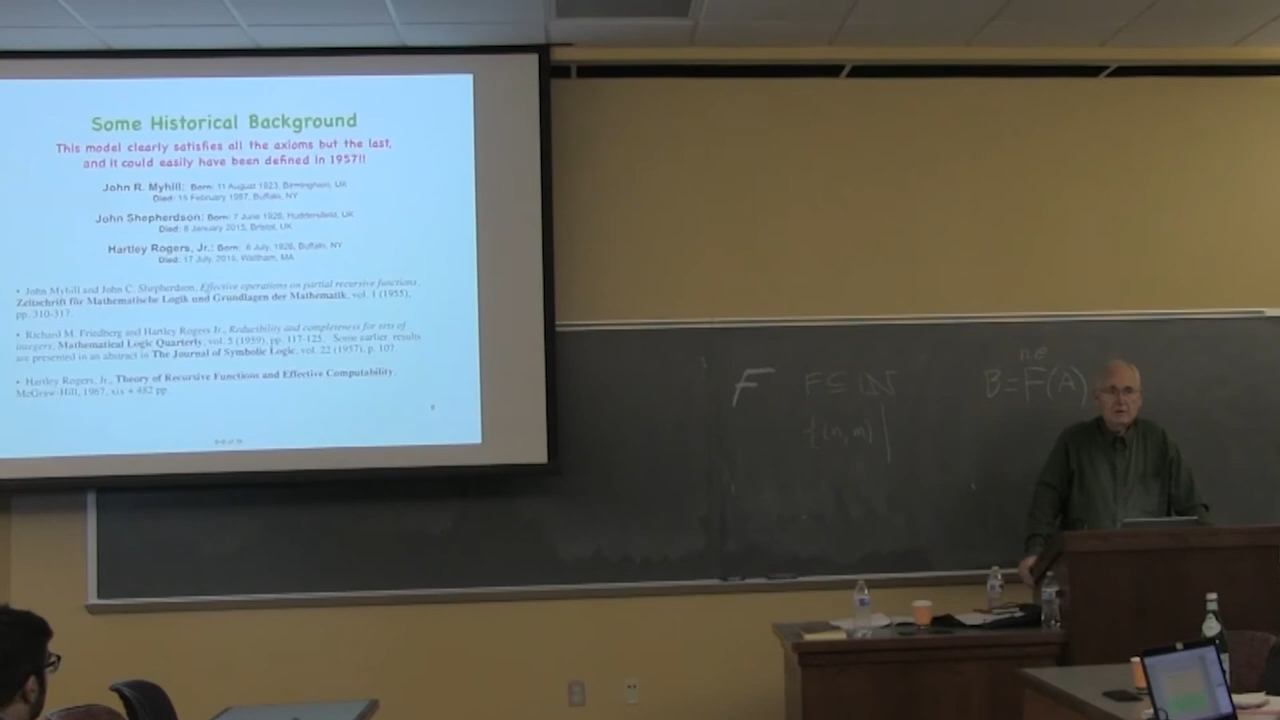 Some Historical Background
This model clearly satisfies all the axioms but the last,
and it could easily have been defined in 1957!!
John R. Myhill: Born: 11 August 1923, Birmingham, UK
Died: 15 February 1987, Buffalo, NY
John Shepherdson: Born: 7 June 1926, Huddersfield, UK
Died: 8 January 2015, Bristol, UK
Hartley Rogers, Jr.: Born: 6 July, 1926, Buffalo, NY
Died: 17 July, 2015, Waltham, MA
• John Myhill and John C. Shepherdson, Effective operations on partial recursive functions,
Zeitschrift für Mathematische Logik und Grundlagen der Mathematik, vol. 1 (1955),
pp. 310-317.
• Richard M. Friedberg and Hartley Rogers Jr., Reducibility and completeness for sets of
integers, Mathematical Logic Quarterly, vol. 5 (1959), pp. 117-125. Some earlier results
are presented in an abstract in The Journal of Symbolic Logic, vol. 22 (1957), p. 107.
• Hartley Rogers, Jr., Theory of Recursive Functions and Effective Computability,
McGraw-Hill, 1967, xix + 482 pp.
8
F F ⊆ ℕ
{(n, m) |
B = F(A)